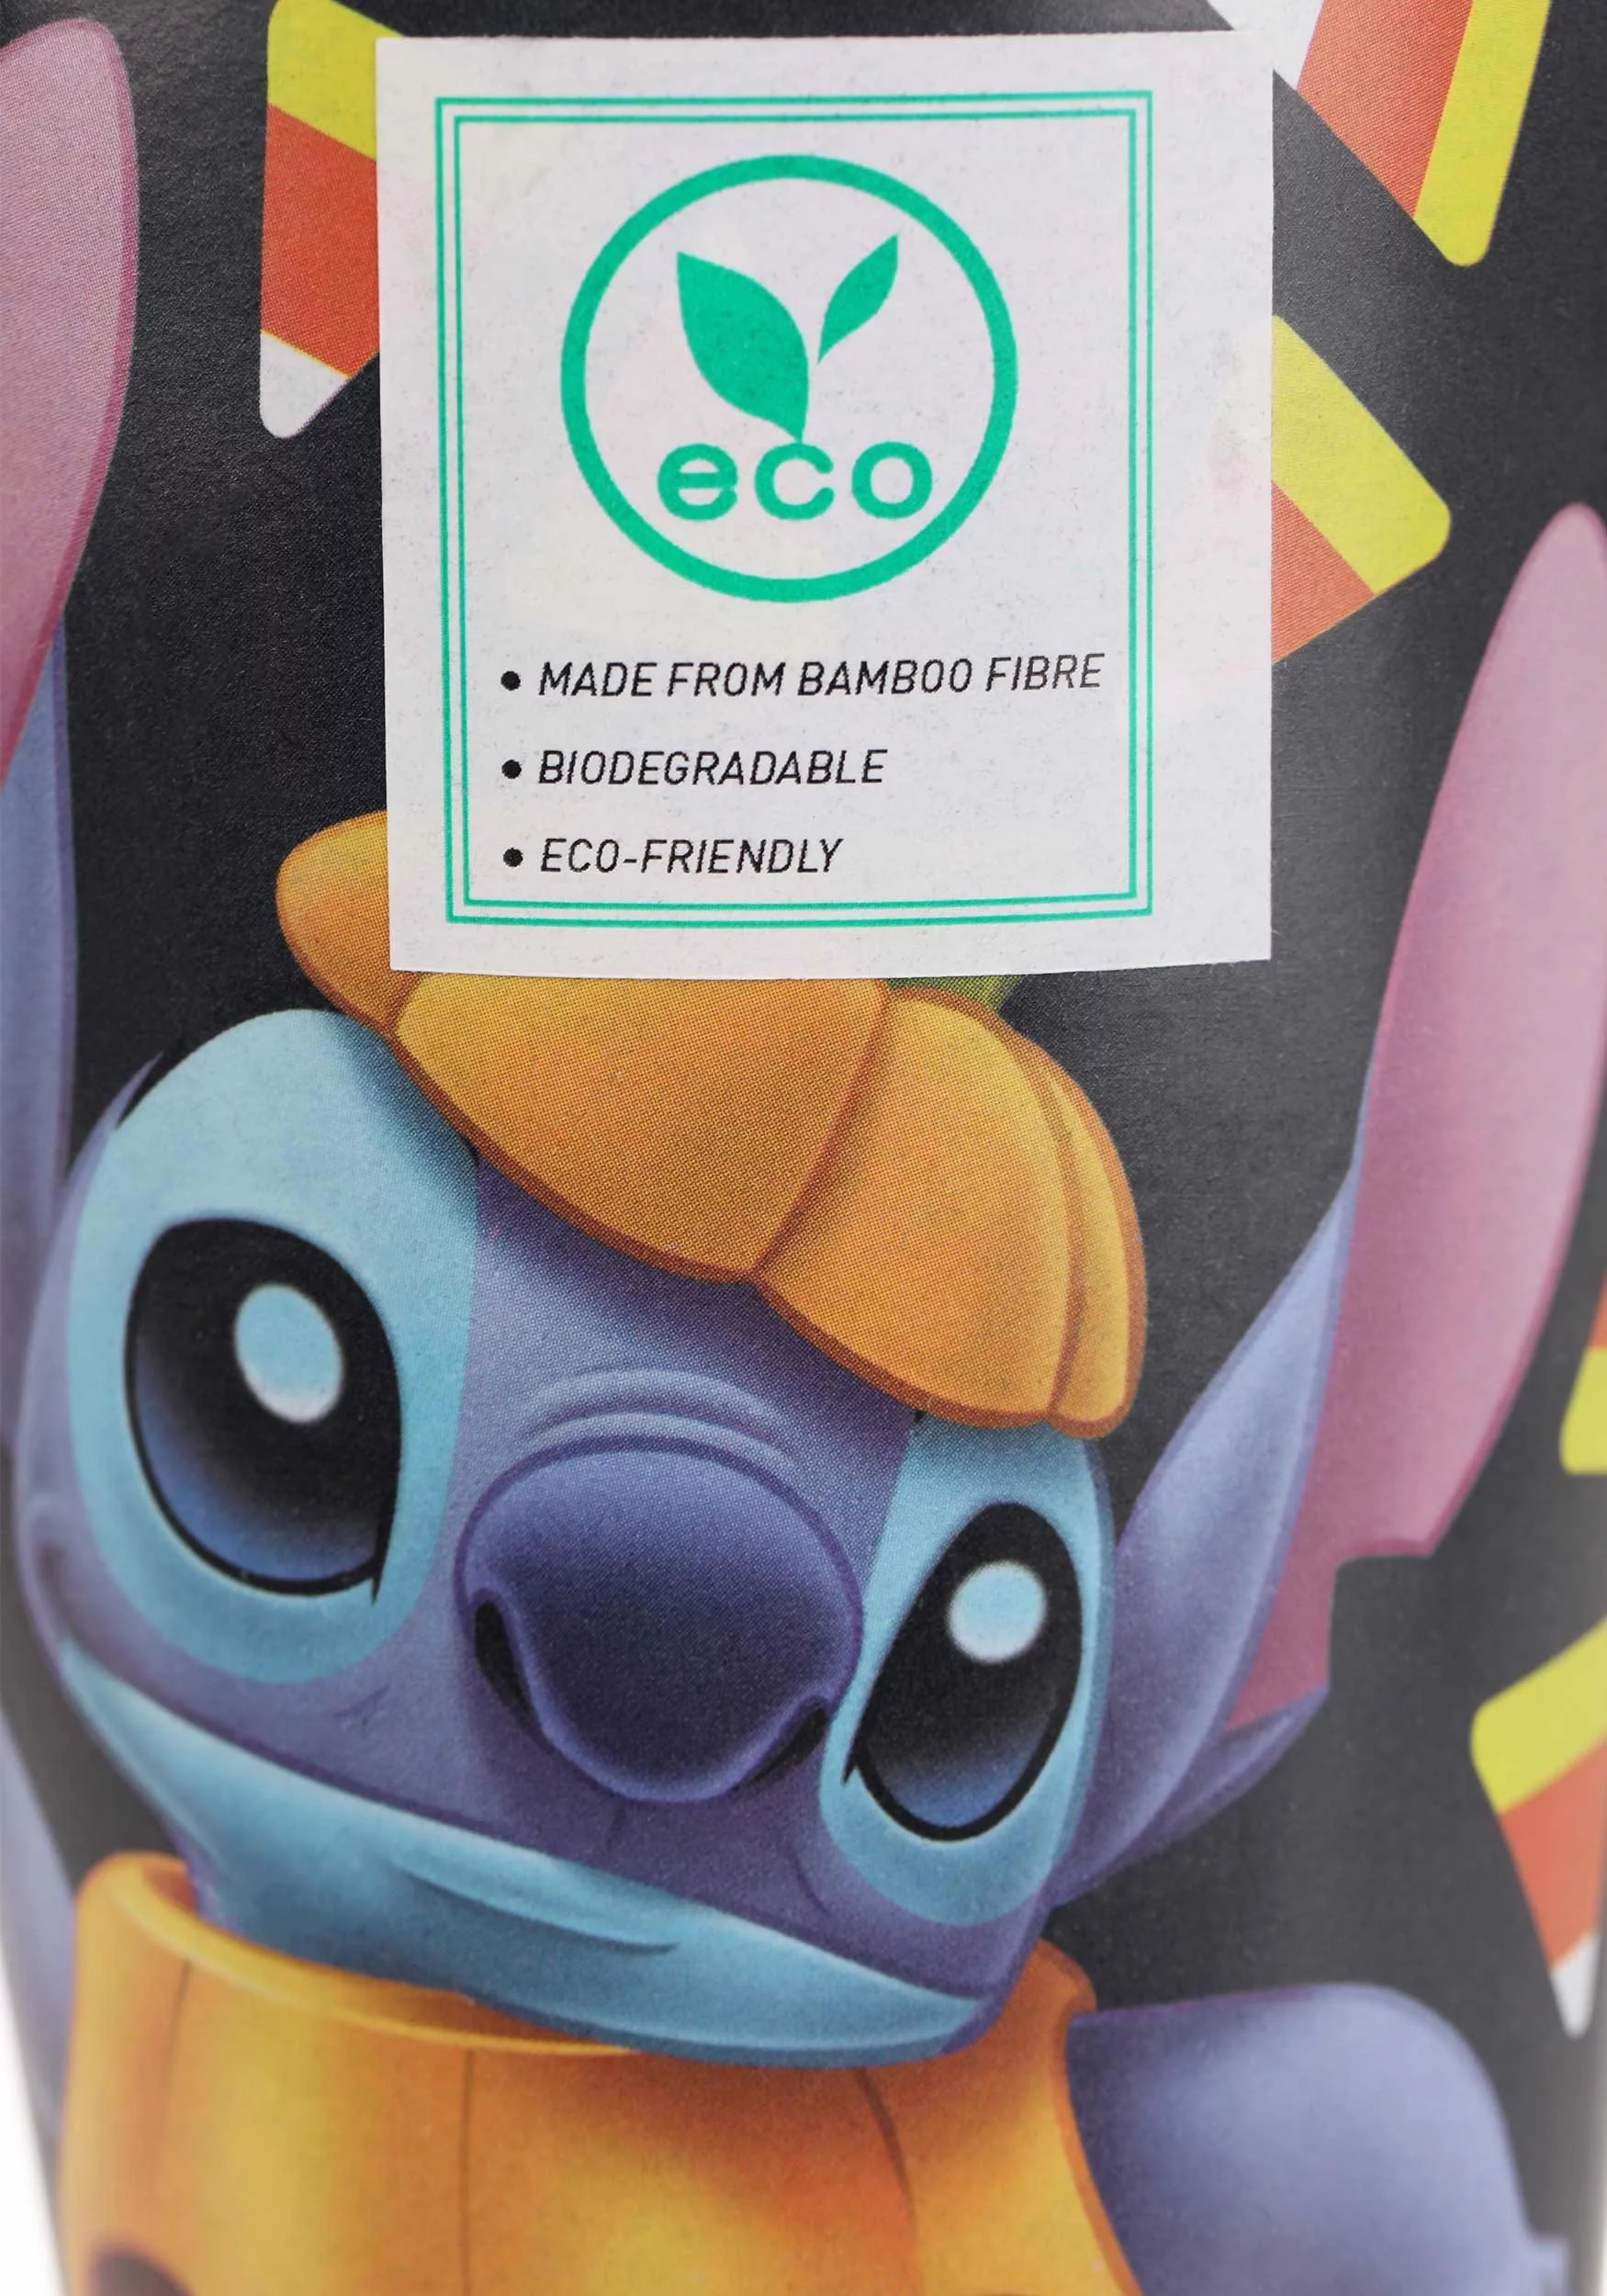 eco
• MADE FROM BAMBOO FIBRE
• BIODEGRADABLE
• ECO-FRIENDLY